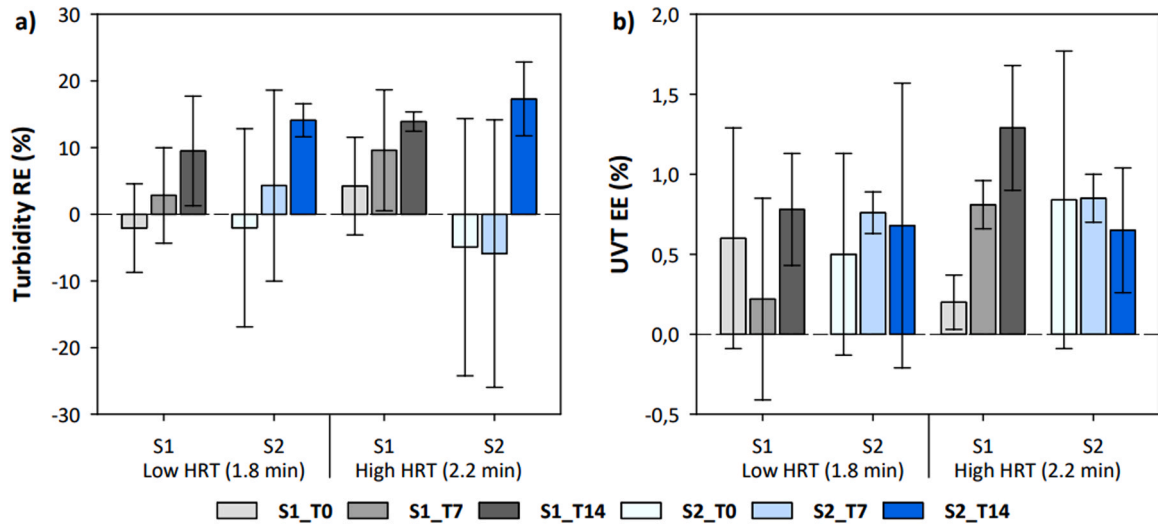 a)
Turbidity RE (%)
30
20
10
0
-10
-20
-30
S1 S2 S1 S2
Low HRT (1.8 min) High HRT (2.2 min)
b)
UVT EE (%)
2,0
1,5
1,0
0,5
0,0
-0,5
S1 S2 S1 S2
Low HRT (1.8 min) High HRT (2.2 min)
S1_T0 S1_T7 S1_T14 S2_T0 S2_T7 S2_T14